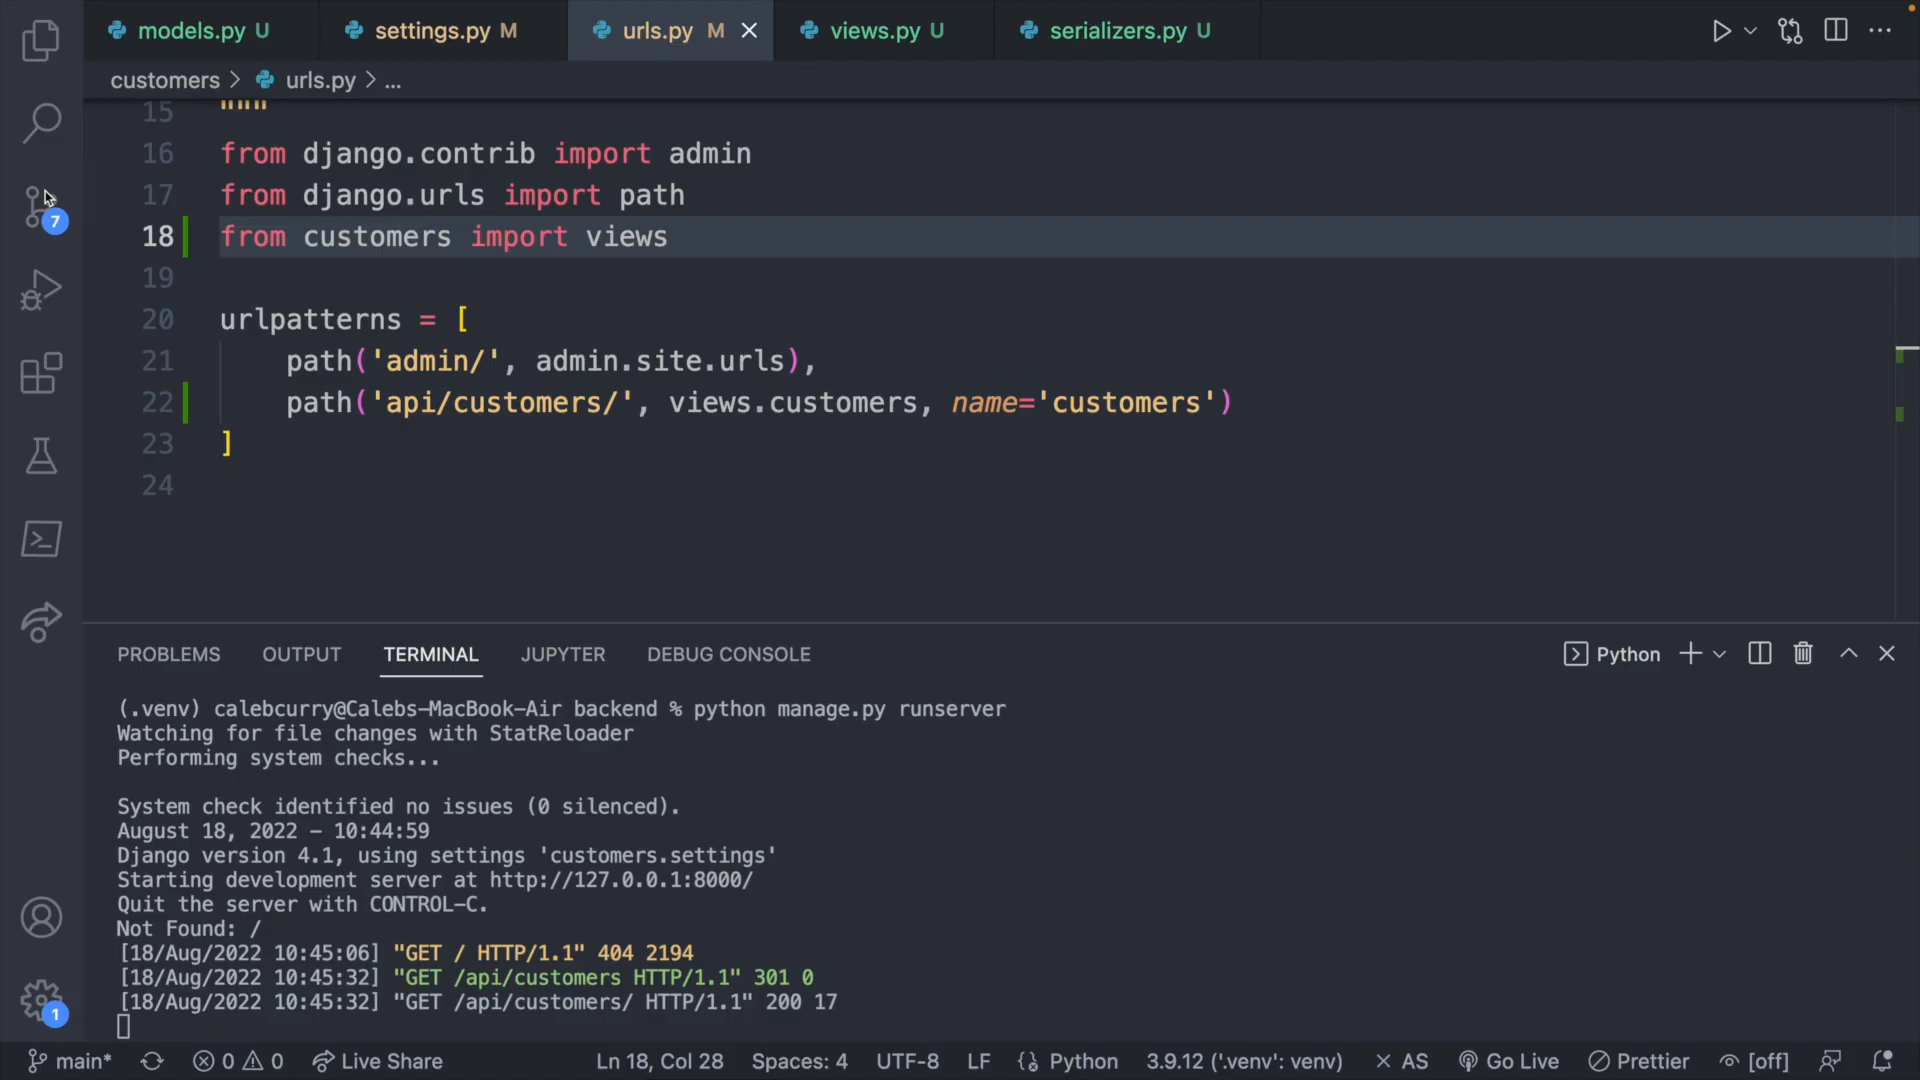 models.py U
settings.py M
urls.py M
views.py U
serializers.py U
customers > urls.py > ...
15 """
16 from django.contrib import admin
17 from django.urls import path
18 from customers import views
19
20 urlpatterns = [
21 path('admin/', admin.site.urls),
22 path('api/customers/', views.customers, name='customers')
23 ]
24
7
PROBLEMS OUTPUT TERMINAL JUPYTER DEBUG CONSOLE Python
(.venv) calebcurry@Calebs-MacBook-Air backend % python manage.py runserver
Watching for file changes with StatReloader
Performing system checks...
System check identified no issues (0 silenced).
August 18, 2022 - 10:44:59
Django version 4.1, using settings 'customers.settings'
Starting development server at http://127.0.0.1:8000/
Quit the server with CONTROL-C.
Not Found: /
[18/Aug/2022 10:45:06] "GET / HTTP/1.1" 404 2194
[18/Aug/2022 10:45:32] "GET /api/customers HTTP/1.1" 301 0
[18/Aug/2022 10:45:32] "GET /api/customers/ HTTP/1.1" 200 17
1
main* 0 0 Live Share Ln 18, Col 28 Spaces: 4 UTF-8 LF Python 3.9.12 ('.venv': venv) AS Go Live Prettier [off]